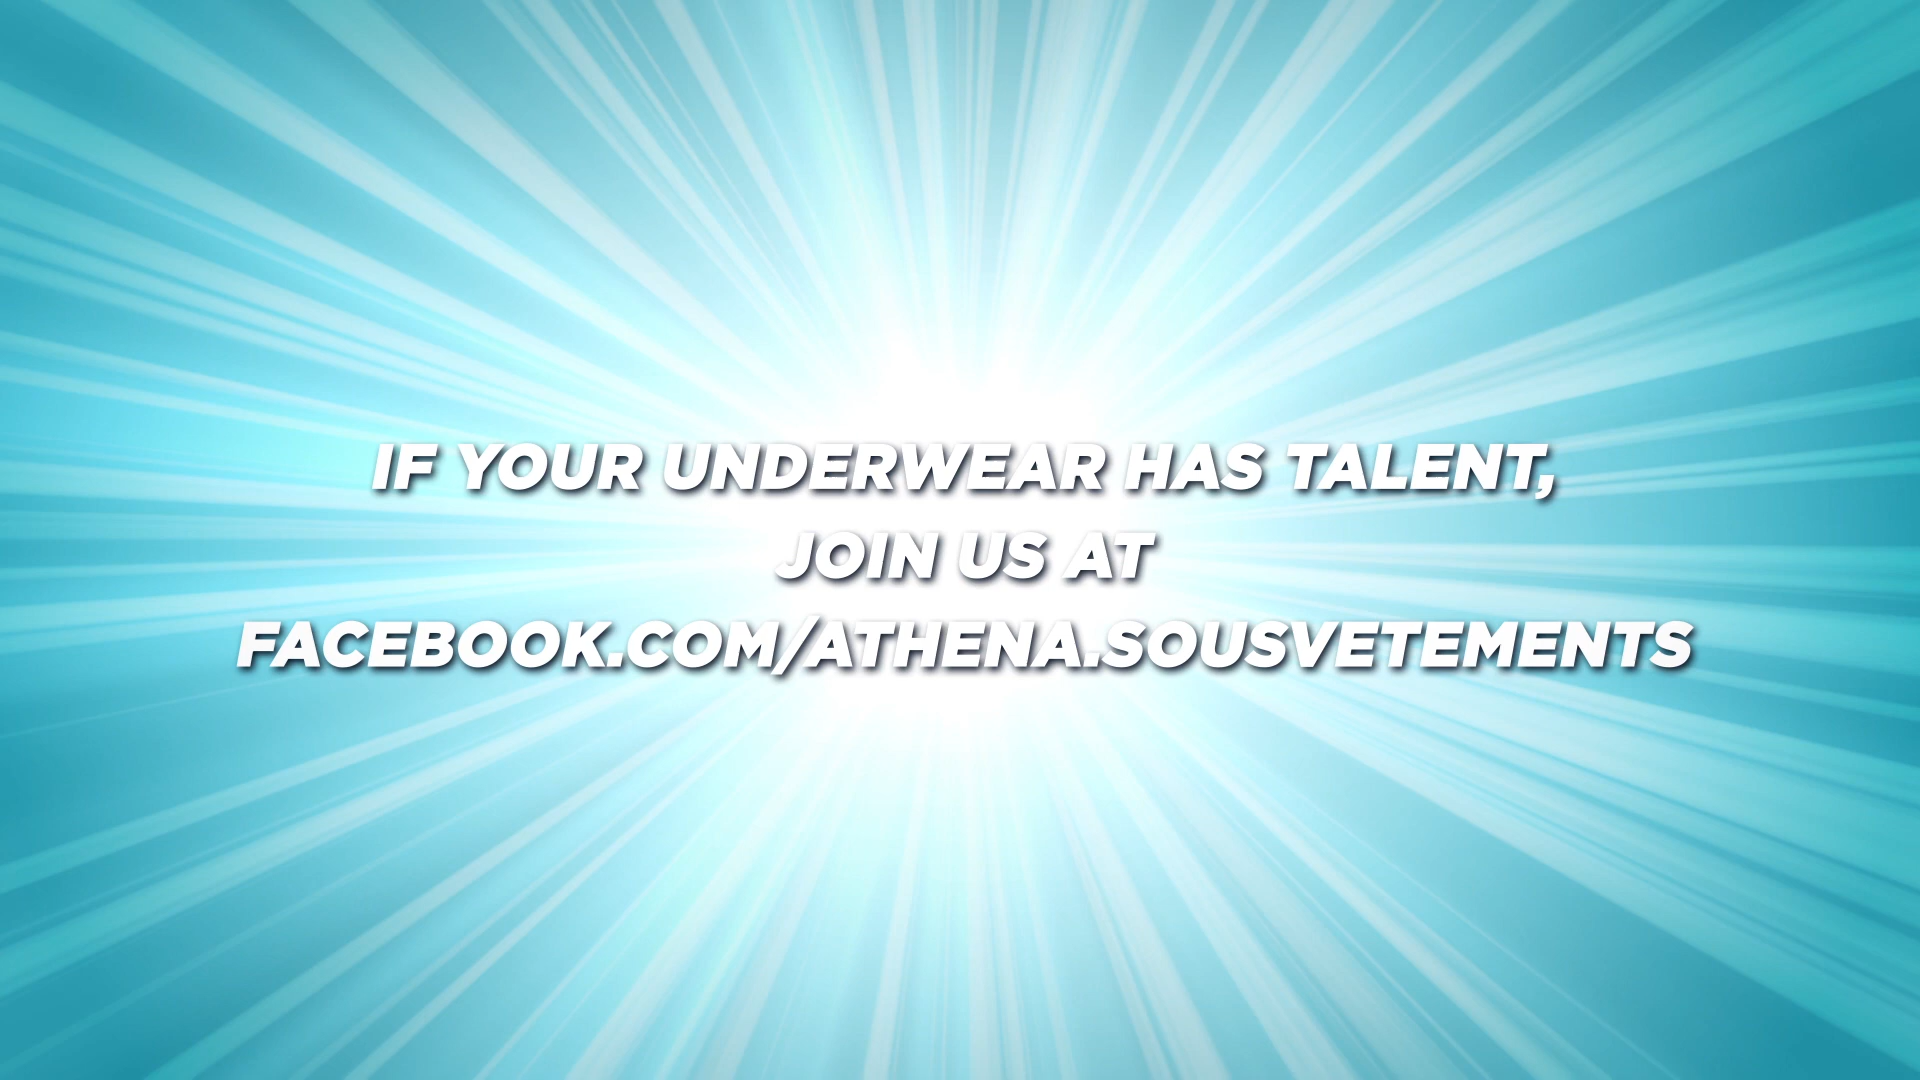 IF YOUR UNDERWEAR HAS TALENT,
JOIN US AT
FACEBOOK.COM/ATHENA.SOUSVETEMENTS